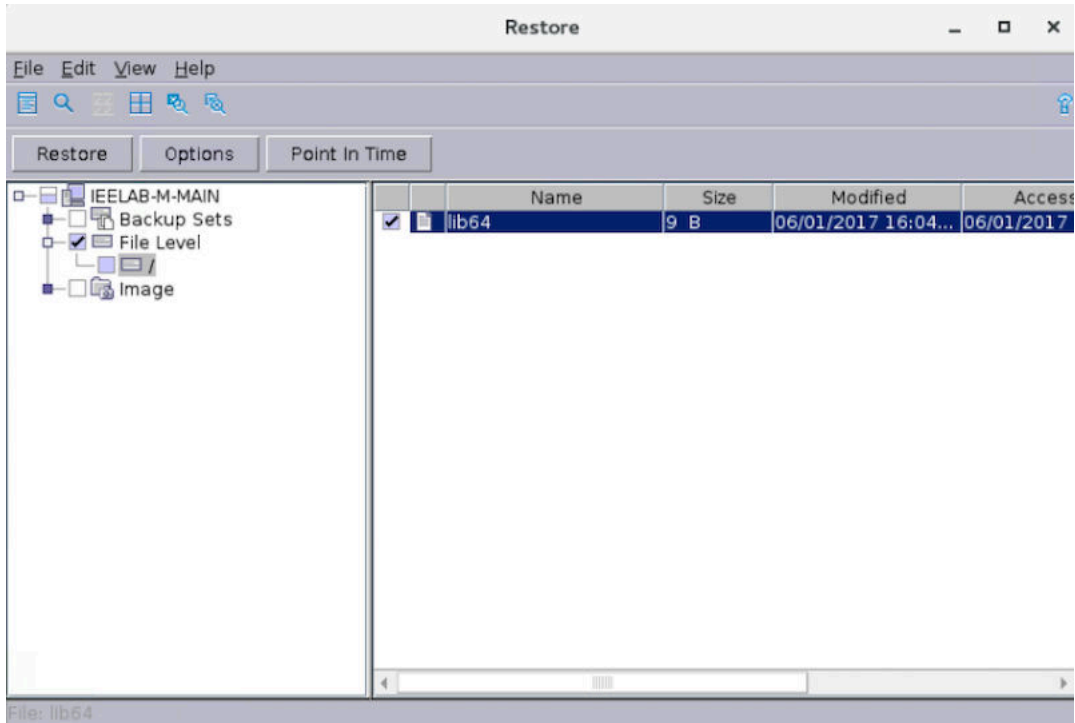 Restore
File Edit View Help
Restore Options Point In Time
IEELAB-M-MAIN
Backup Sets
File Level
/
Image
Name Size Modified Access
lib64 9 B 06/01/2017 16:04... 06/01/2017
File: lib64